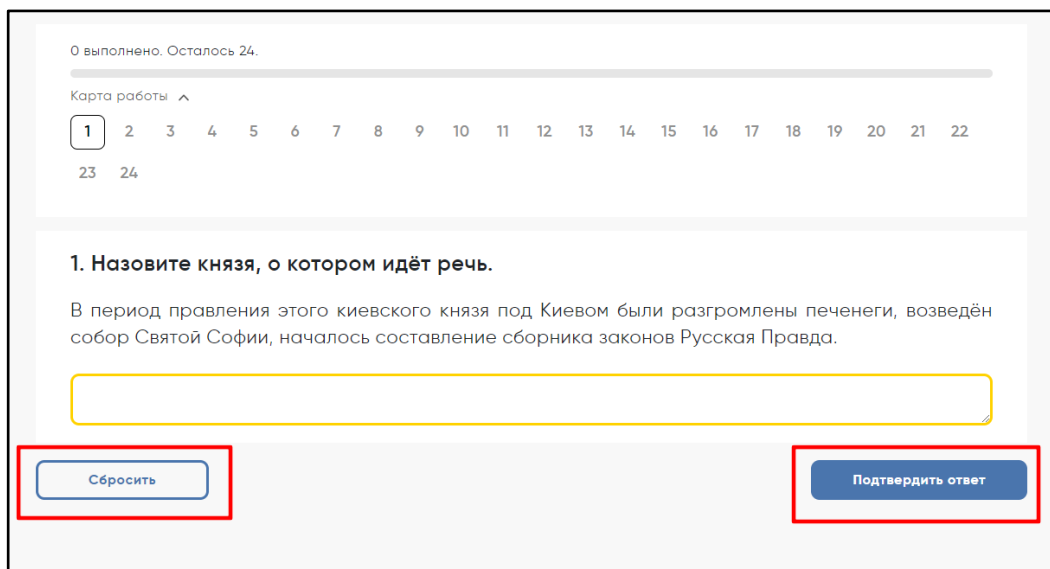 0 выполнено. Осталось 24.
Карта работы
1 2 3 4 5 6 7 8 9 10 11 12 13 14 15 16 17 18 19 20 21 22
23 24
1. Назовите князя, о котором идёт речь.
В период правления этого киевского князя под Киевом были разгромлены печенеги, возведён
собор Святой Софии, началось составление сборника законов Русская Правда.
Сбросить
Подтвердить ответ